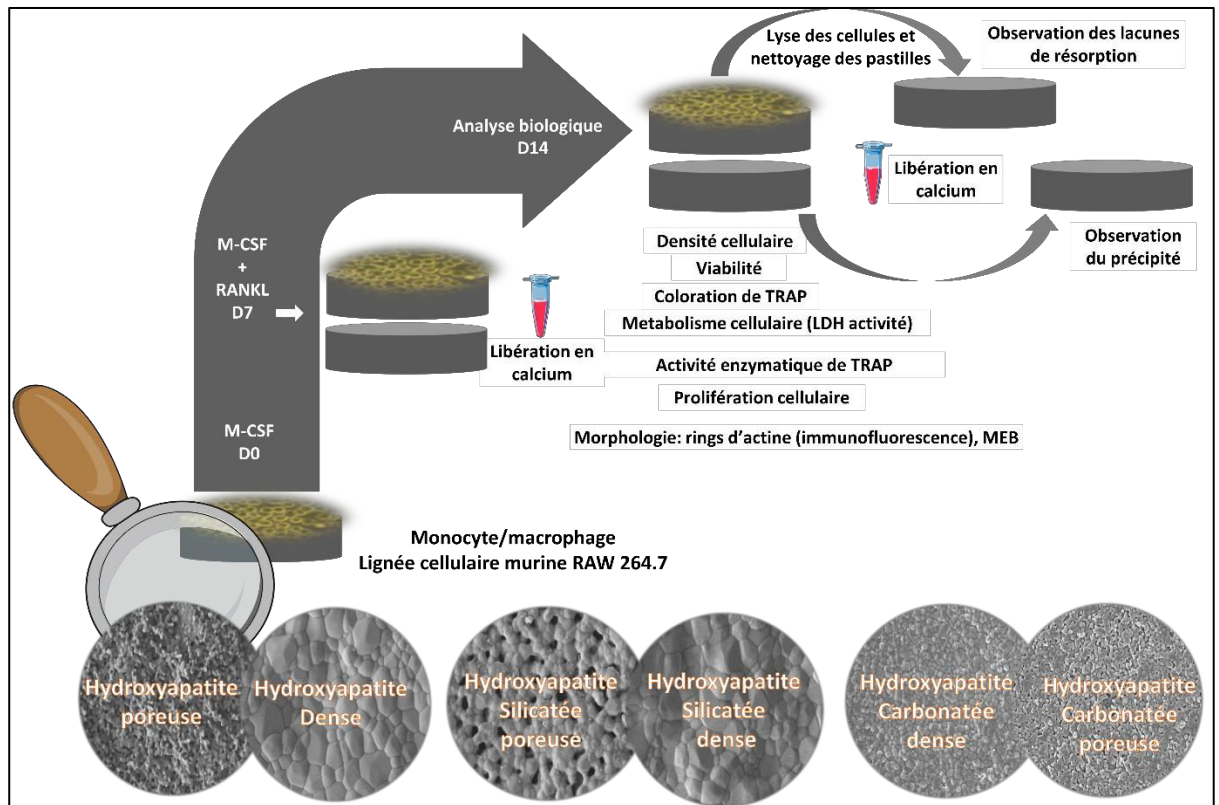 Lyse des cellules et
nettoyage des pastilles
Observation des lacunes
de résorption
Analyse biologique
D14
Libération en
calcium
M-CSF
+
RANKL
D7
Densité cellulaire
Viabilité
Coloration de TRAP
Metabolisme cellulaire (LDH activité)
Observation
du précipité
Libération en
calcium
Activité enzymatique de TRAP
Prolifération cellulaire
M-CSF
D0
Morphologie: rings d’actine (immunofluorescence), MEB
Monocyte/macrophage
Lignée cellulaire murine RAW 264.7
Hydroxyapatite
poreuse
Hydroxyapatite
Dense
Hydroxyapatite
Silicatée
poreuse
Hydroxyapatite
Silicatée
dense
Hydroxyapatite
Carbonatée
dense
Hydroxyapatite
Carbonatée
poreuse